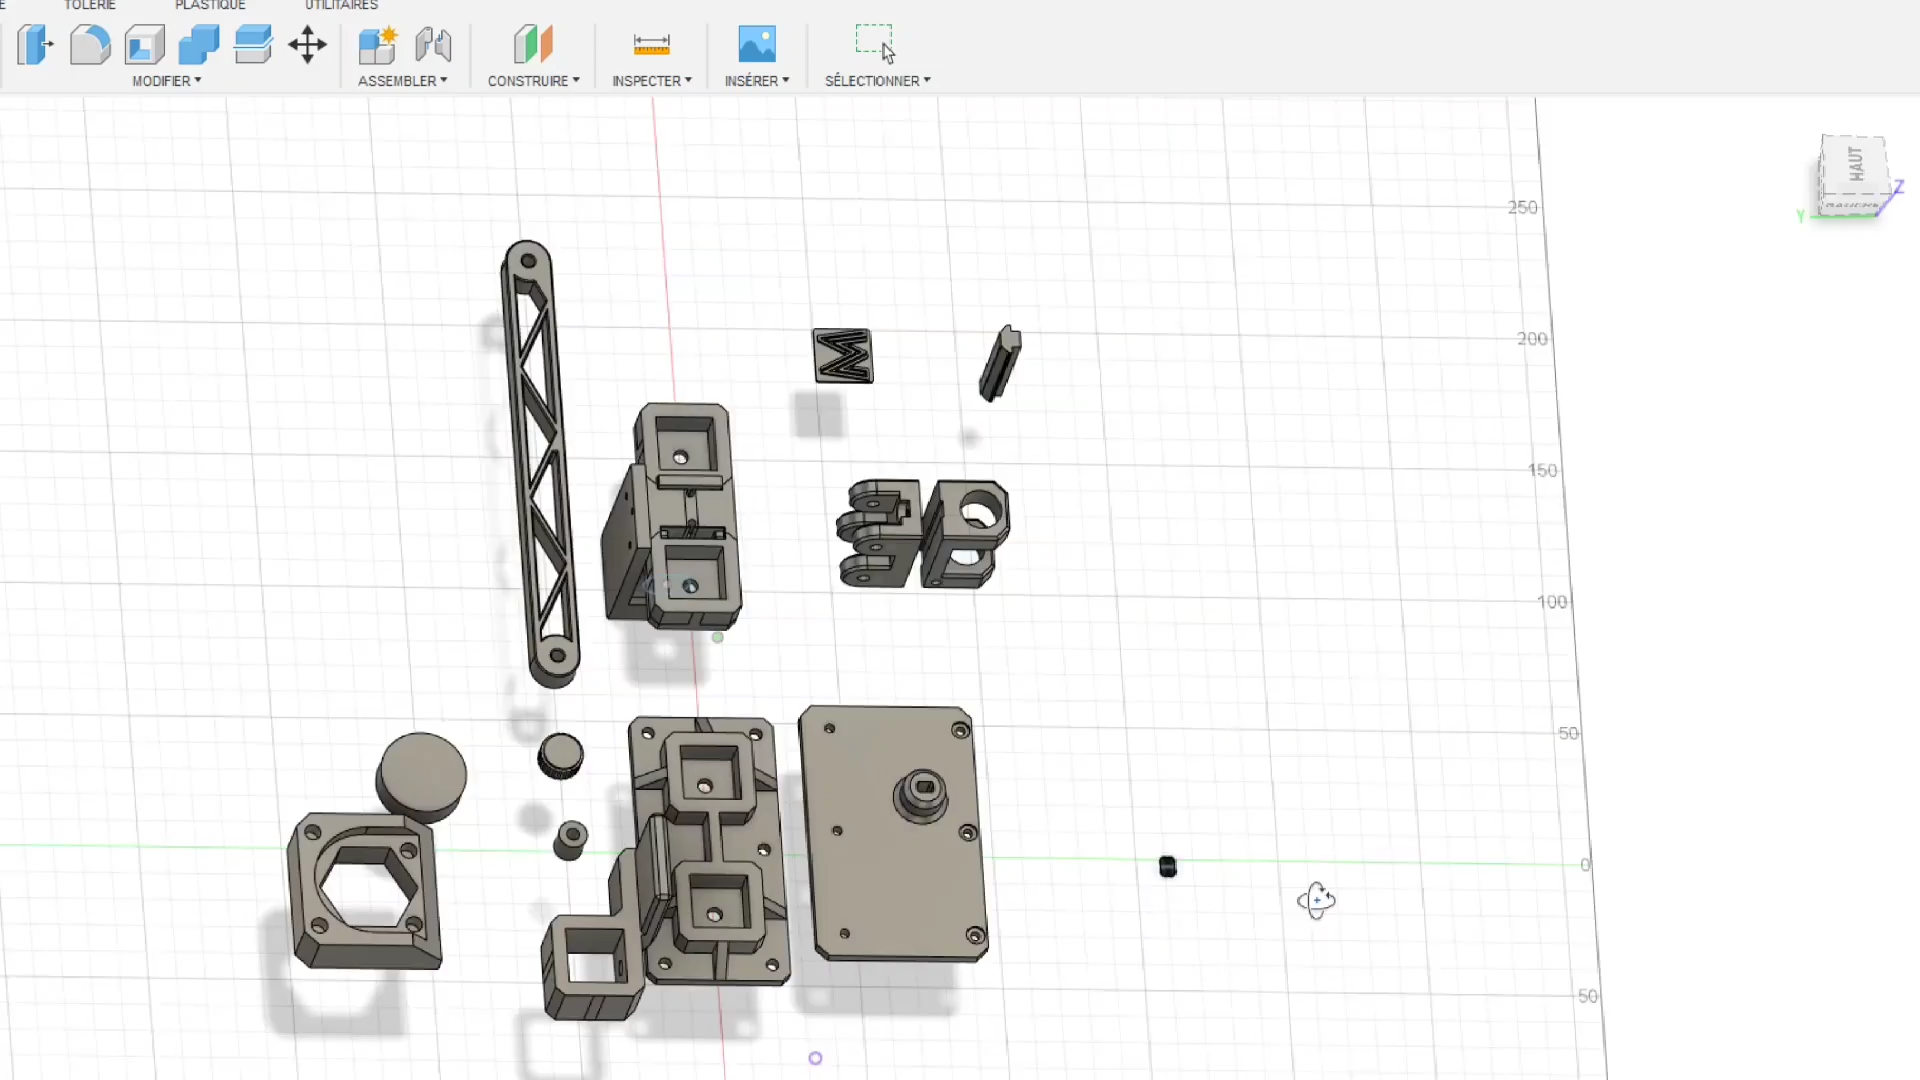 TÔLERIE PLASTIQUE UTILITAIRES
MODIFIER ASSEMBLER CONSTRUIRE INSPECTER INSÉRER SÉLECTIONNER
HAUT
Z
Y
250
200
150
100
50
0
50
M